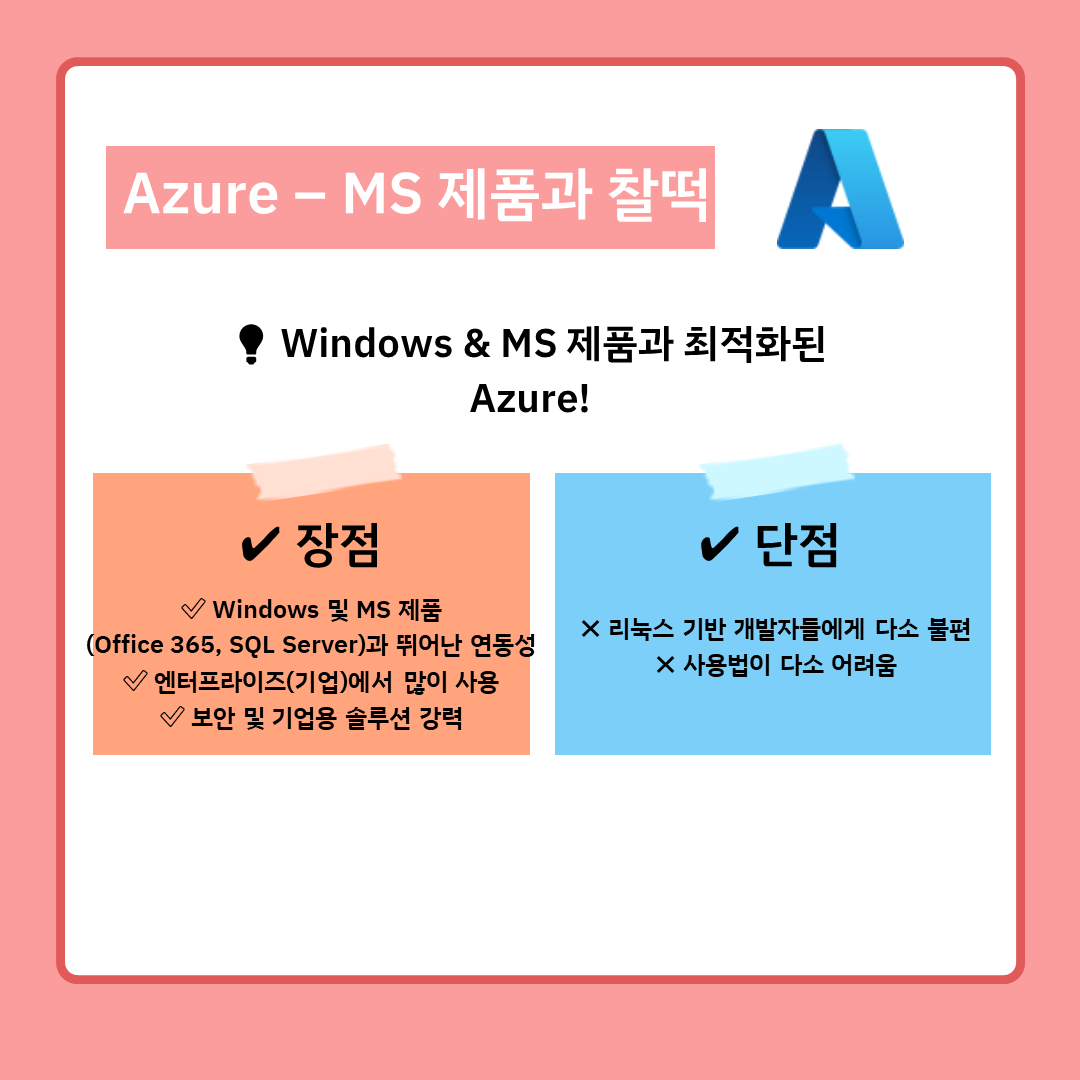 Azure – MS 제품과 찰떡
Windows & MS 제품과 최적화된
Azure!
✔ 장점
✅ Windows 및 MS 제품
(Office 365, SQL Server)과 뛰어난 연동성
✅ 엔터프라이즈(기업)에서 많이 사용
✅ 보안 및 기업용 솔루션 강력
✔ 단점
❌ 리눅스 기반 개발자들에게 다소 불편
❌ 사용법이 다소 어려움